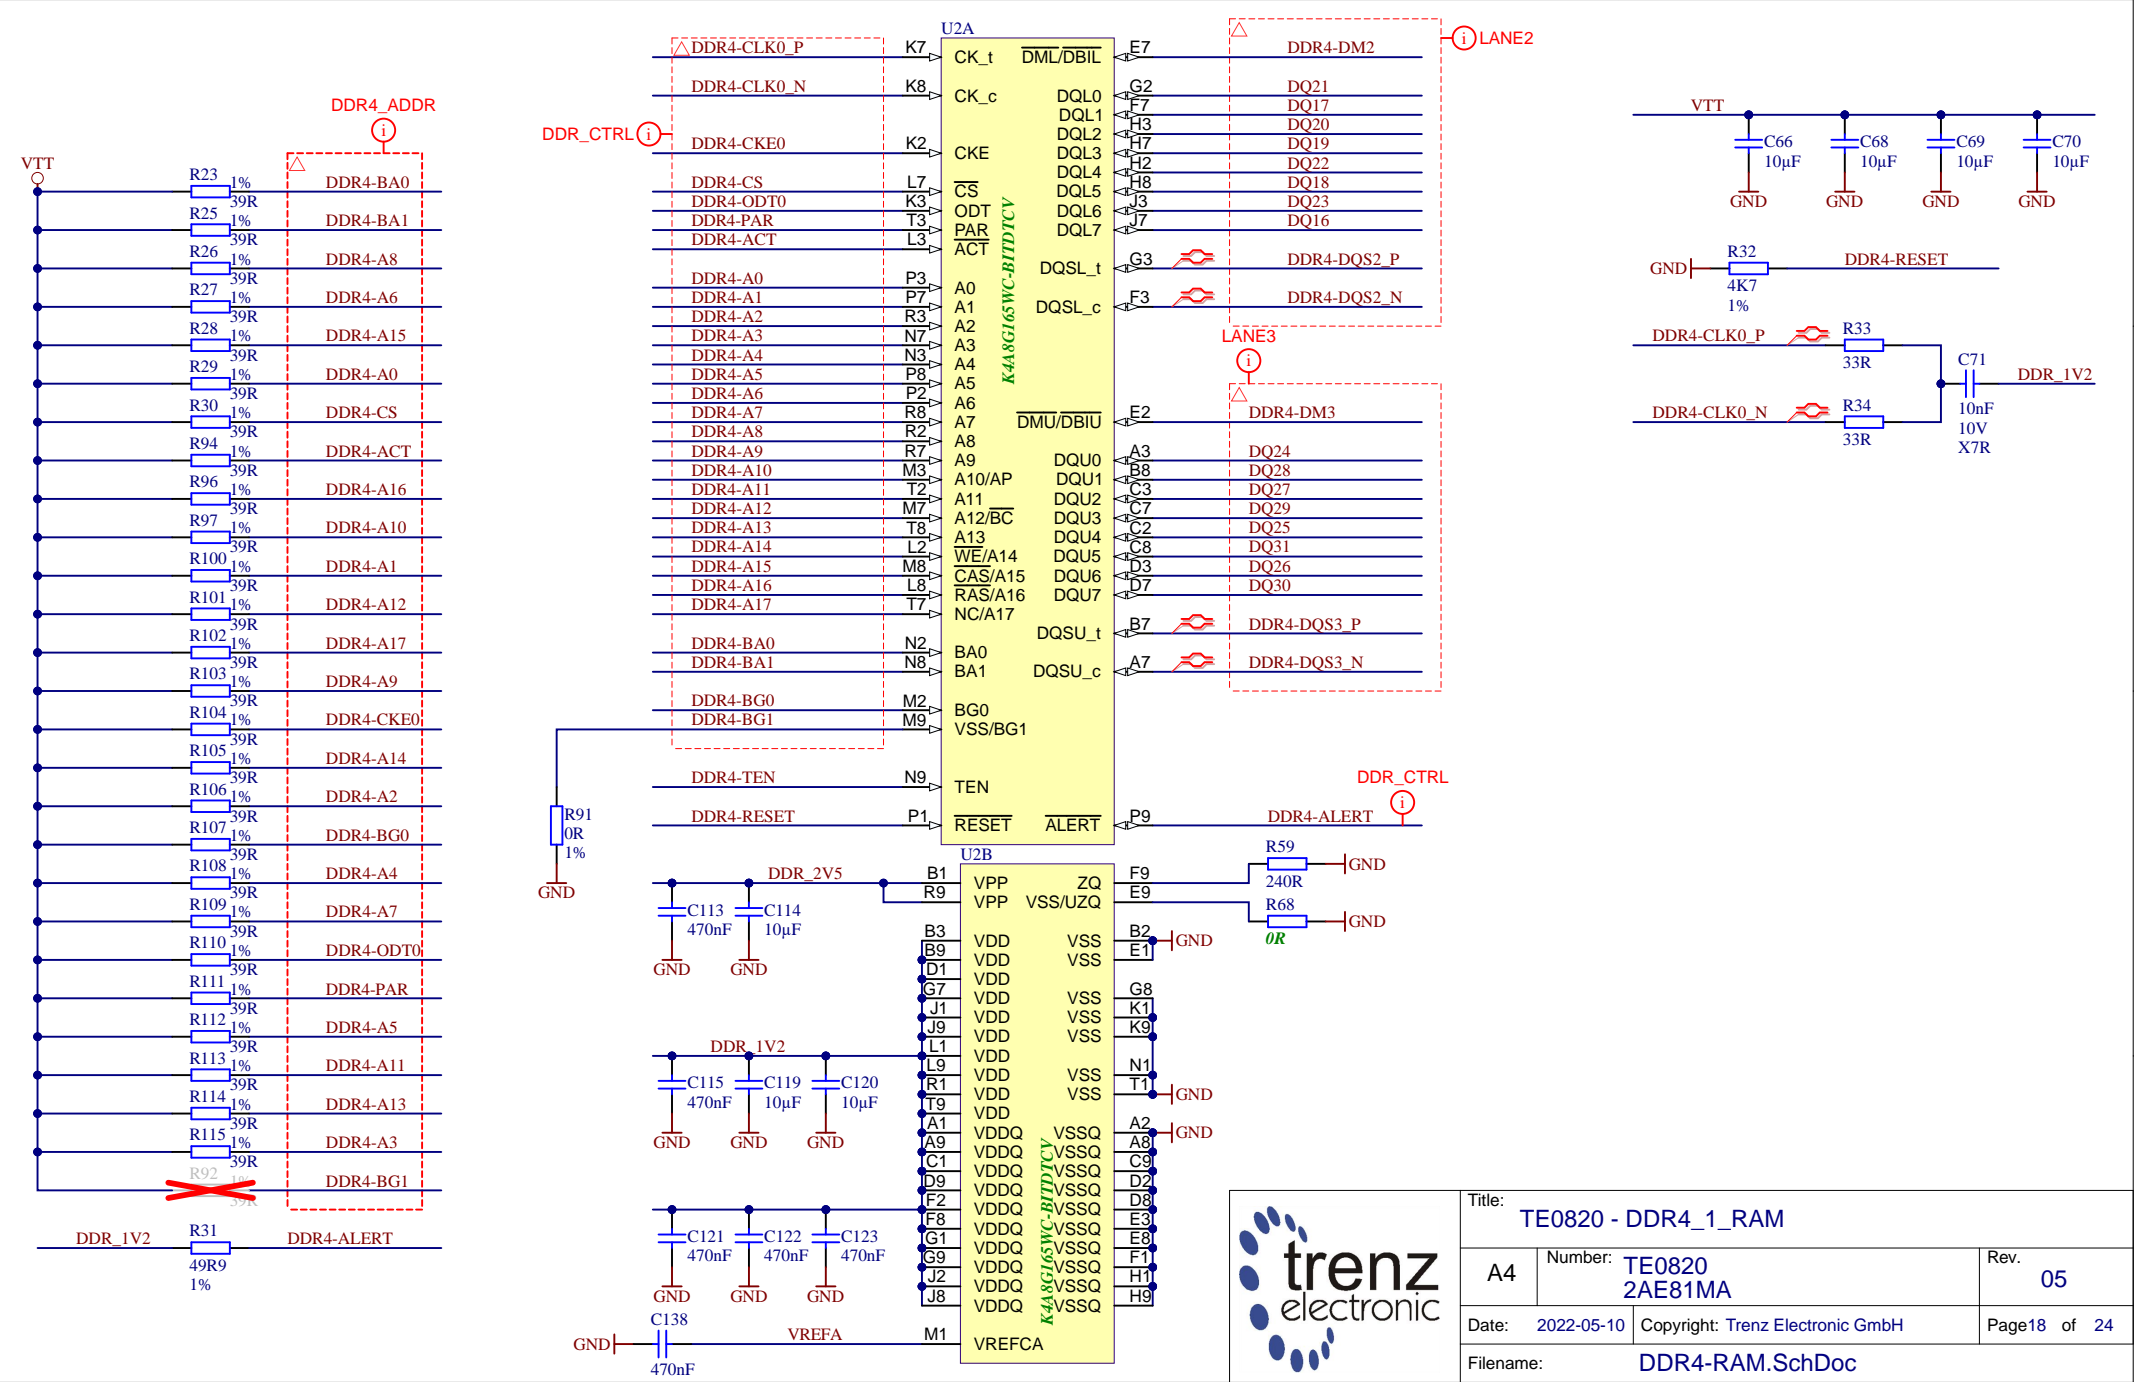 DDR4_ADDR
i
VTT
R23 1% 39R DDR4-BA0
R25 1% 39R DDR4-BA1
R26 1% 39R DDR4-A8
R27 1% 39R DDR4-A6
R28 1% 39R DDR4-A15
R29 1% 39R DDR4-A0
R30 1% 39R DDR4-CS
R94 1% 39R DDR4-ACT
R96 1% 39R DDR4-A16
R97 1% 39R DDR4-A10
R100 1% 39R DDR4-A1
R101 1% 39R DDR4-A12
R102 1% 39R DDR4-A17
R103 1% 39R DDR4-A9
R104 1% 39R DDR4-CKE0
R105 1% 39R DDR4-A14
R106 1% 39R DDR4-A2
R107 1% 39R DDR4-BG0
R108 1% 39R DDR4-A4
R109 1% 39R DDR4-A7
R110 1% 39R DDR4-ODT0
R111 1% 39R DDR4-PAR
R112 1% 39R DDR4-A5
R113 1% 39R DDR4-A11
R114 1% 39R DDR4-A13
R115 1% 39R DDR4-A3
R92 1% 39R DDR4-BG1
DDR_1V2 R31 DDR4-ALERT
49R9
1%
U2A
DDR_CTRL i
DDR4-CLK0_P K7 CK_t
DDR4-CLK0_N K8 CK_c
DDR4-CKE0 K2 CKE
DDR4-CS L7 CS
DDR4-ODT0 K3 ODT
DDR4-PAR T3 PAR
DDR4-ACT L3 ACT
DDR4-A0 P3 A0
DDR4-A1 P7 A1
DDR4-A2 R3 A2
DDR4-A3 N7 A3
DDR4-A4 N3 A4
DDR4-A5 P8 A5
DDR4-A6 P2 A6
DDR4-A7 R8 A7
DDR4-A8 R2 A8
DDR4-A9 R7 A9
DDR4-A10 M3 A10/AP
DDR4-A11 T2 A11
DDR4-A12 M7 A12/BC
DDR4-A13 T8 A13
DDR4-A14 L2 WE/A14
DDR4-A15 M8 CAS/A15
DDR4-A16 L8 RAS/A16
DDR4-A17 T7 NC/A17
DDR4-BA0 N2 BA0
DDR4-BA1 N8 BA1
DDR4-BG0 M2 BG0
DDR4-BG1 M9 VSS/BG1
DDR4-TEN N9 TEN
DDR4-RESET P1 RESET
R91
0R
1%
GND
K4A8G165WC-BITDTCV
i LANE2
DML/DBIL E7 DDR4-DM2
DQL0 G2 DQ21
DQL1 F7 DQ17
DQL2 H3 DQ20
DQL3 H7 DQ19
DQL4 H2 DQ22
DQL5 H8 DQ18
DQL6 J3 DQ23
DQL7 J7 DQ16
DQSL_t G3 DDR4-DQS2_P
DQSL_c F3 DDR4-DQS2_N
LANE3
i
DMU/DBIU E2 DDR4-DM3
DQU0 A3 DQ24
DQU1 B8 DQ28
DQU2 C3 DQ27
DQU3 C7 DQ29
DQU4 C2 DQ25
DQU5 C8 DQ31
DQU6 D3 DQ26
DQU7 D7 DQ30
DQSU_t B7 DDR4-DQS3_P
DQSU_c A7 DDR4-DQS3_N
DDR_CTRL
i
ALERT P9 DDR4-ALERT
U2B
DDR_2V5 B1 VPP
R9 VPP
C113 470nF GND
C114 10µF GND
ZQ F9 R59 240R GND
VSS/UZQ E9 R68 0R GND
B3 VDD
B9 VDD
D1 VDD
G7 VDD
J1 VDD
J9 VDD
DDR_1V2 L1 VDD
L9 VDD
R1 VDD
T9 VDD
C115 470nF GND
C119 10µF GND
C120 10µF GND
A1 VDDQ
A9 VDDQ
C1 VDDQ
D9 VDDQ
F2 VDDQ
F8 VDDQ
G1 VDDQ
G9 VDDQ
J2 VDDQ
J8 VDDQ
C121 470nF GND
C122 470nF GND
C123 470nF GND
GND C138 470nF VREFA M1 VREFCA
VSS B2 GND
VSS E1
VSS G8
VSS K1
VSS K9
VSS N1
VSS T1 GND
VSSQ A2 GND
VSSQ A8
VSSQ C9
VSSQ D2
VSSQ D8
VSSQ E3
VSSQ E8
VSSQ F1
VSSQ H1
VSSQ H9
K4A8G165WC-BITDTCV
VTT
C66 10µF GND
C68 10µF GND
C69 10µF GND
C70 10µF GND
GND R32 DDR4-RESET
4K7
1%
DDR4-CLK0_P R33
33R
DDR4-CLK0_N R34
33R
C71 DDR_1V2
10nF
10V
X7R
trenz
electronic
Title:
TE0820 - DDR4_1_RAM
A4
Number: TE0820
2AE81MA
Rev.
05
Date: 2022-05-10
Copyright: Trenz Electronic GmbH
Page18 of 24
Filename: DDR4-RAM.SchDoc